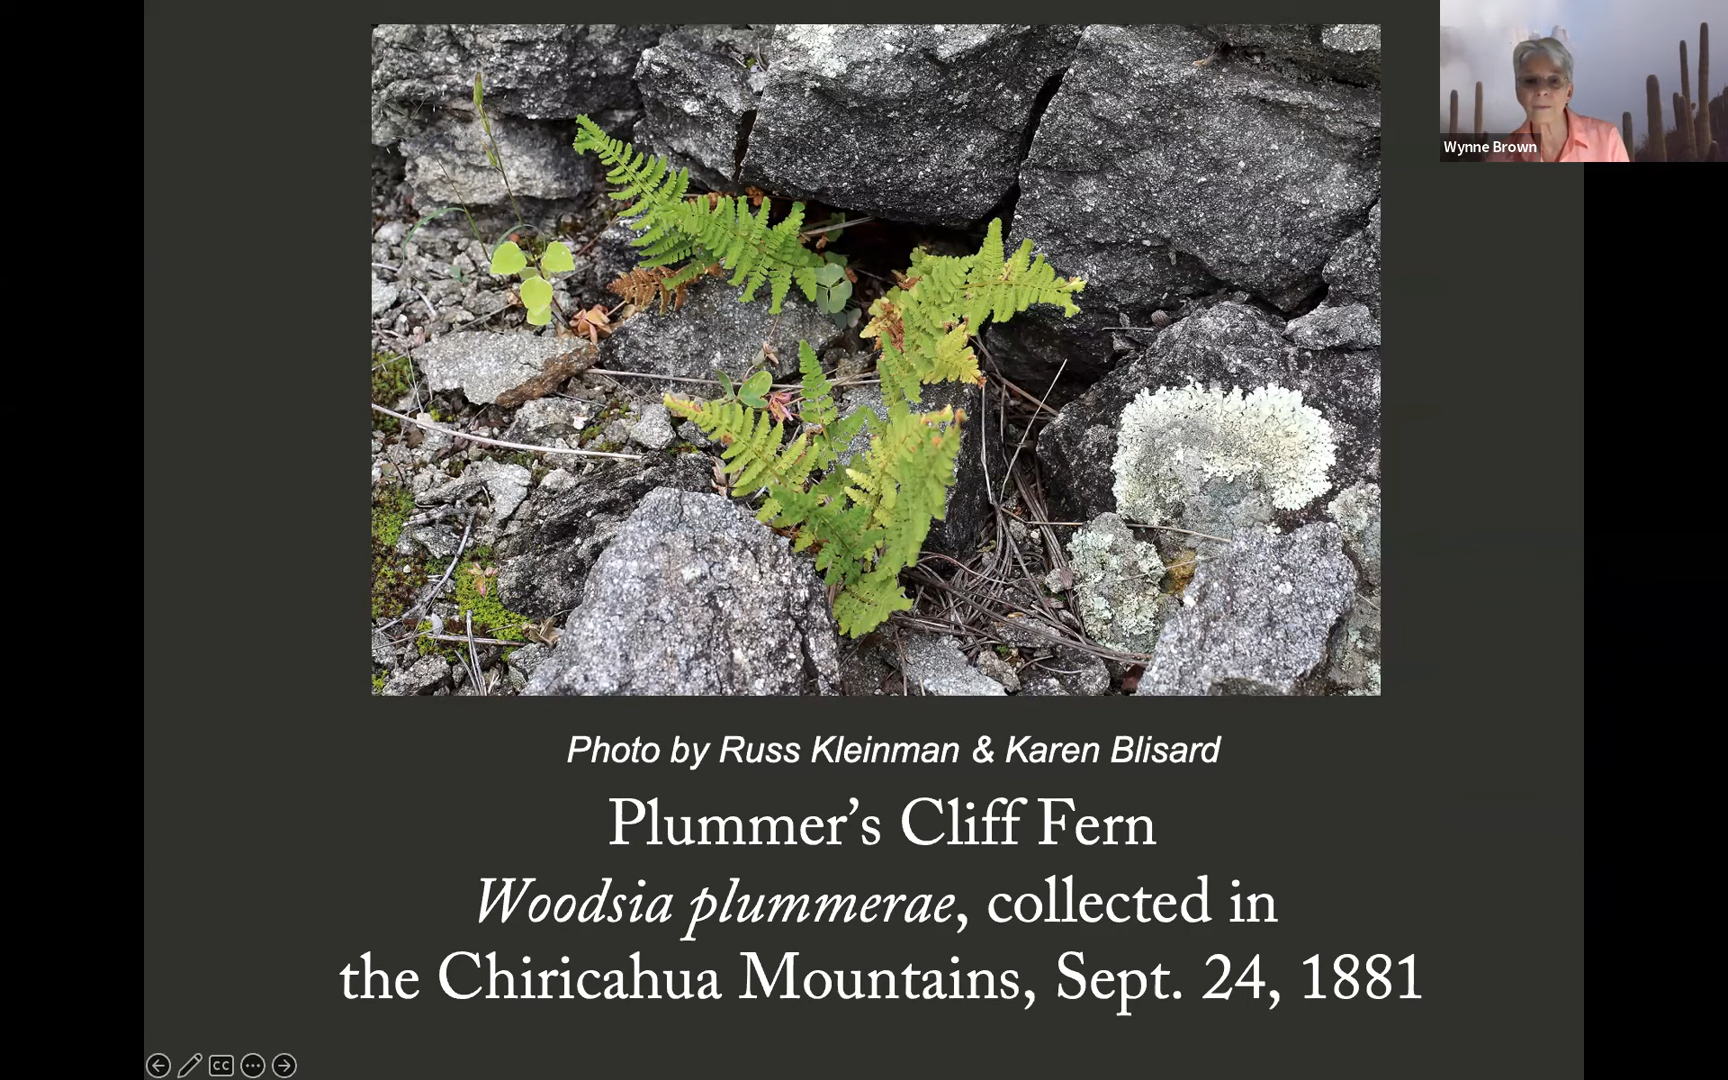 Wynne Brown
Photo by Russ Kleinman & Karen Blisard
Plummer’s Cliff Fern
Woodsia plummerae, collected in
the Chiricahua Mountains, Sept. 24, 1881
CC